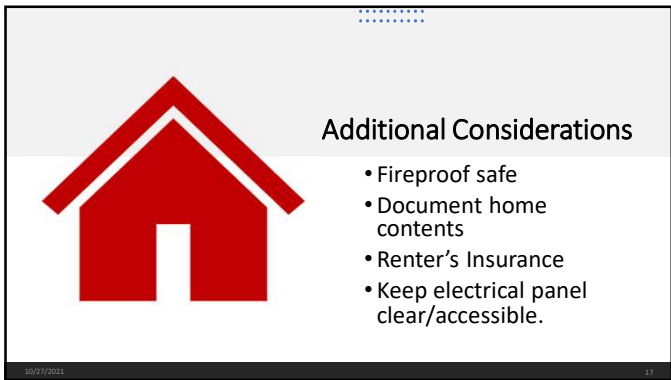 Additional Considerations
• Fireproof safe
• Document home
contents
• Renter’s Insurance
• Keep electrical panel
clear/accessible.
10/27/2021
17